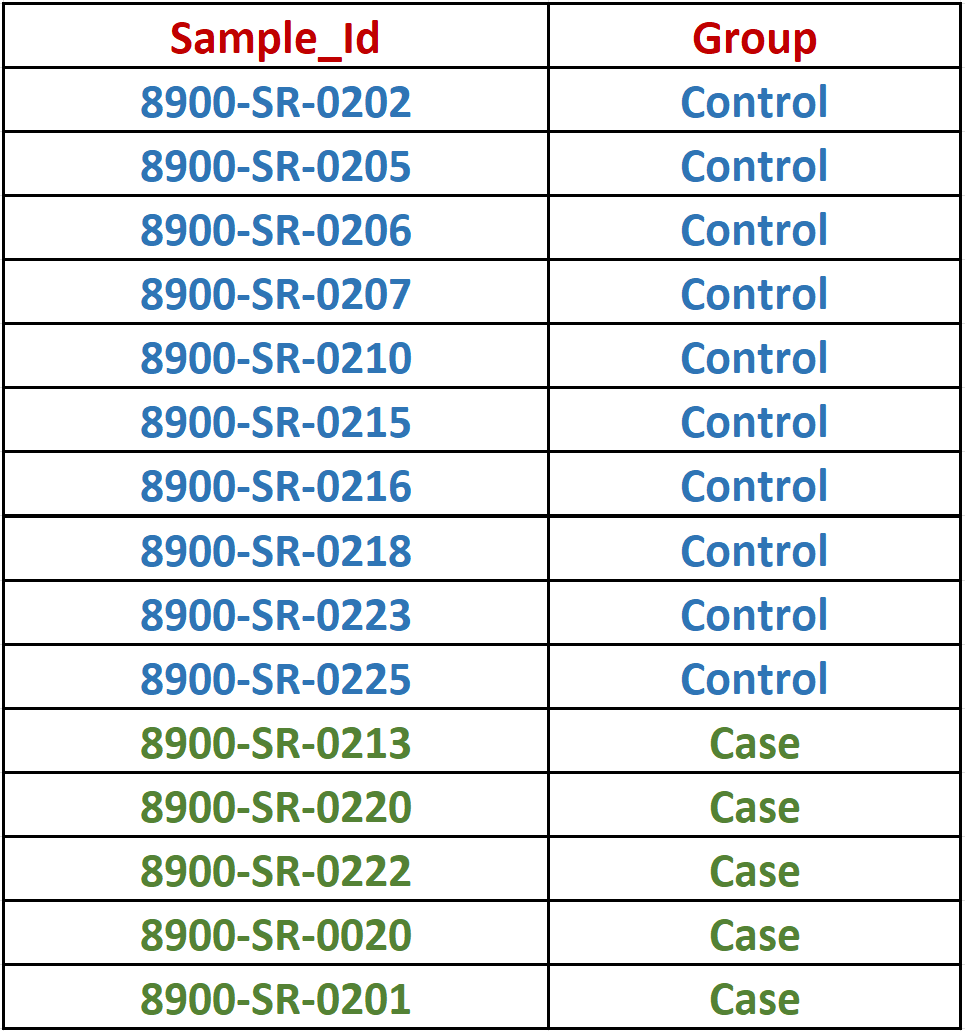 Sample_Id Group
8900-SR-0202 Control
8900-SR-0205 Control
8900-SR-0206 Control
8900-SR-0207 Control
8900-SR-0210 Control
8900-SR-0215 Control
8900-SR-0216 Control
8900-SR-0218 Control
8900-SR-0223 Control
8900-SR-0225 Control
8900-SR-0213 Case
8900-SR-0220 Case
8900-SR-0222 Case
8900-SR-0020 Case
8900-SR-0201 Case